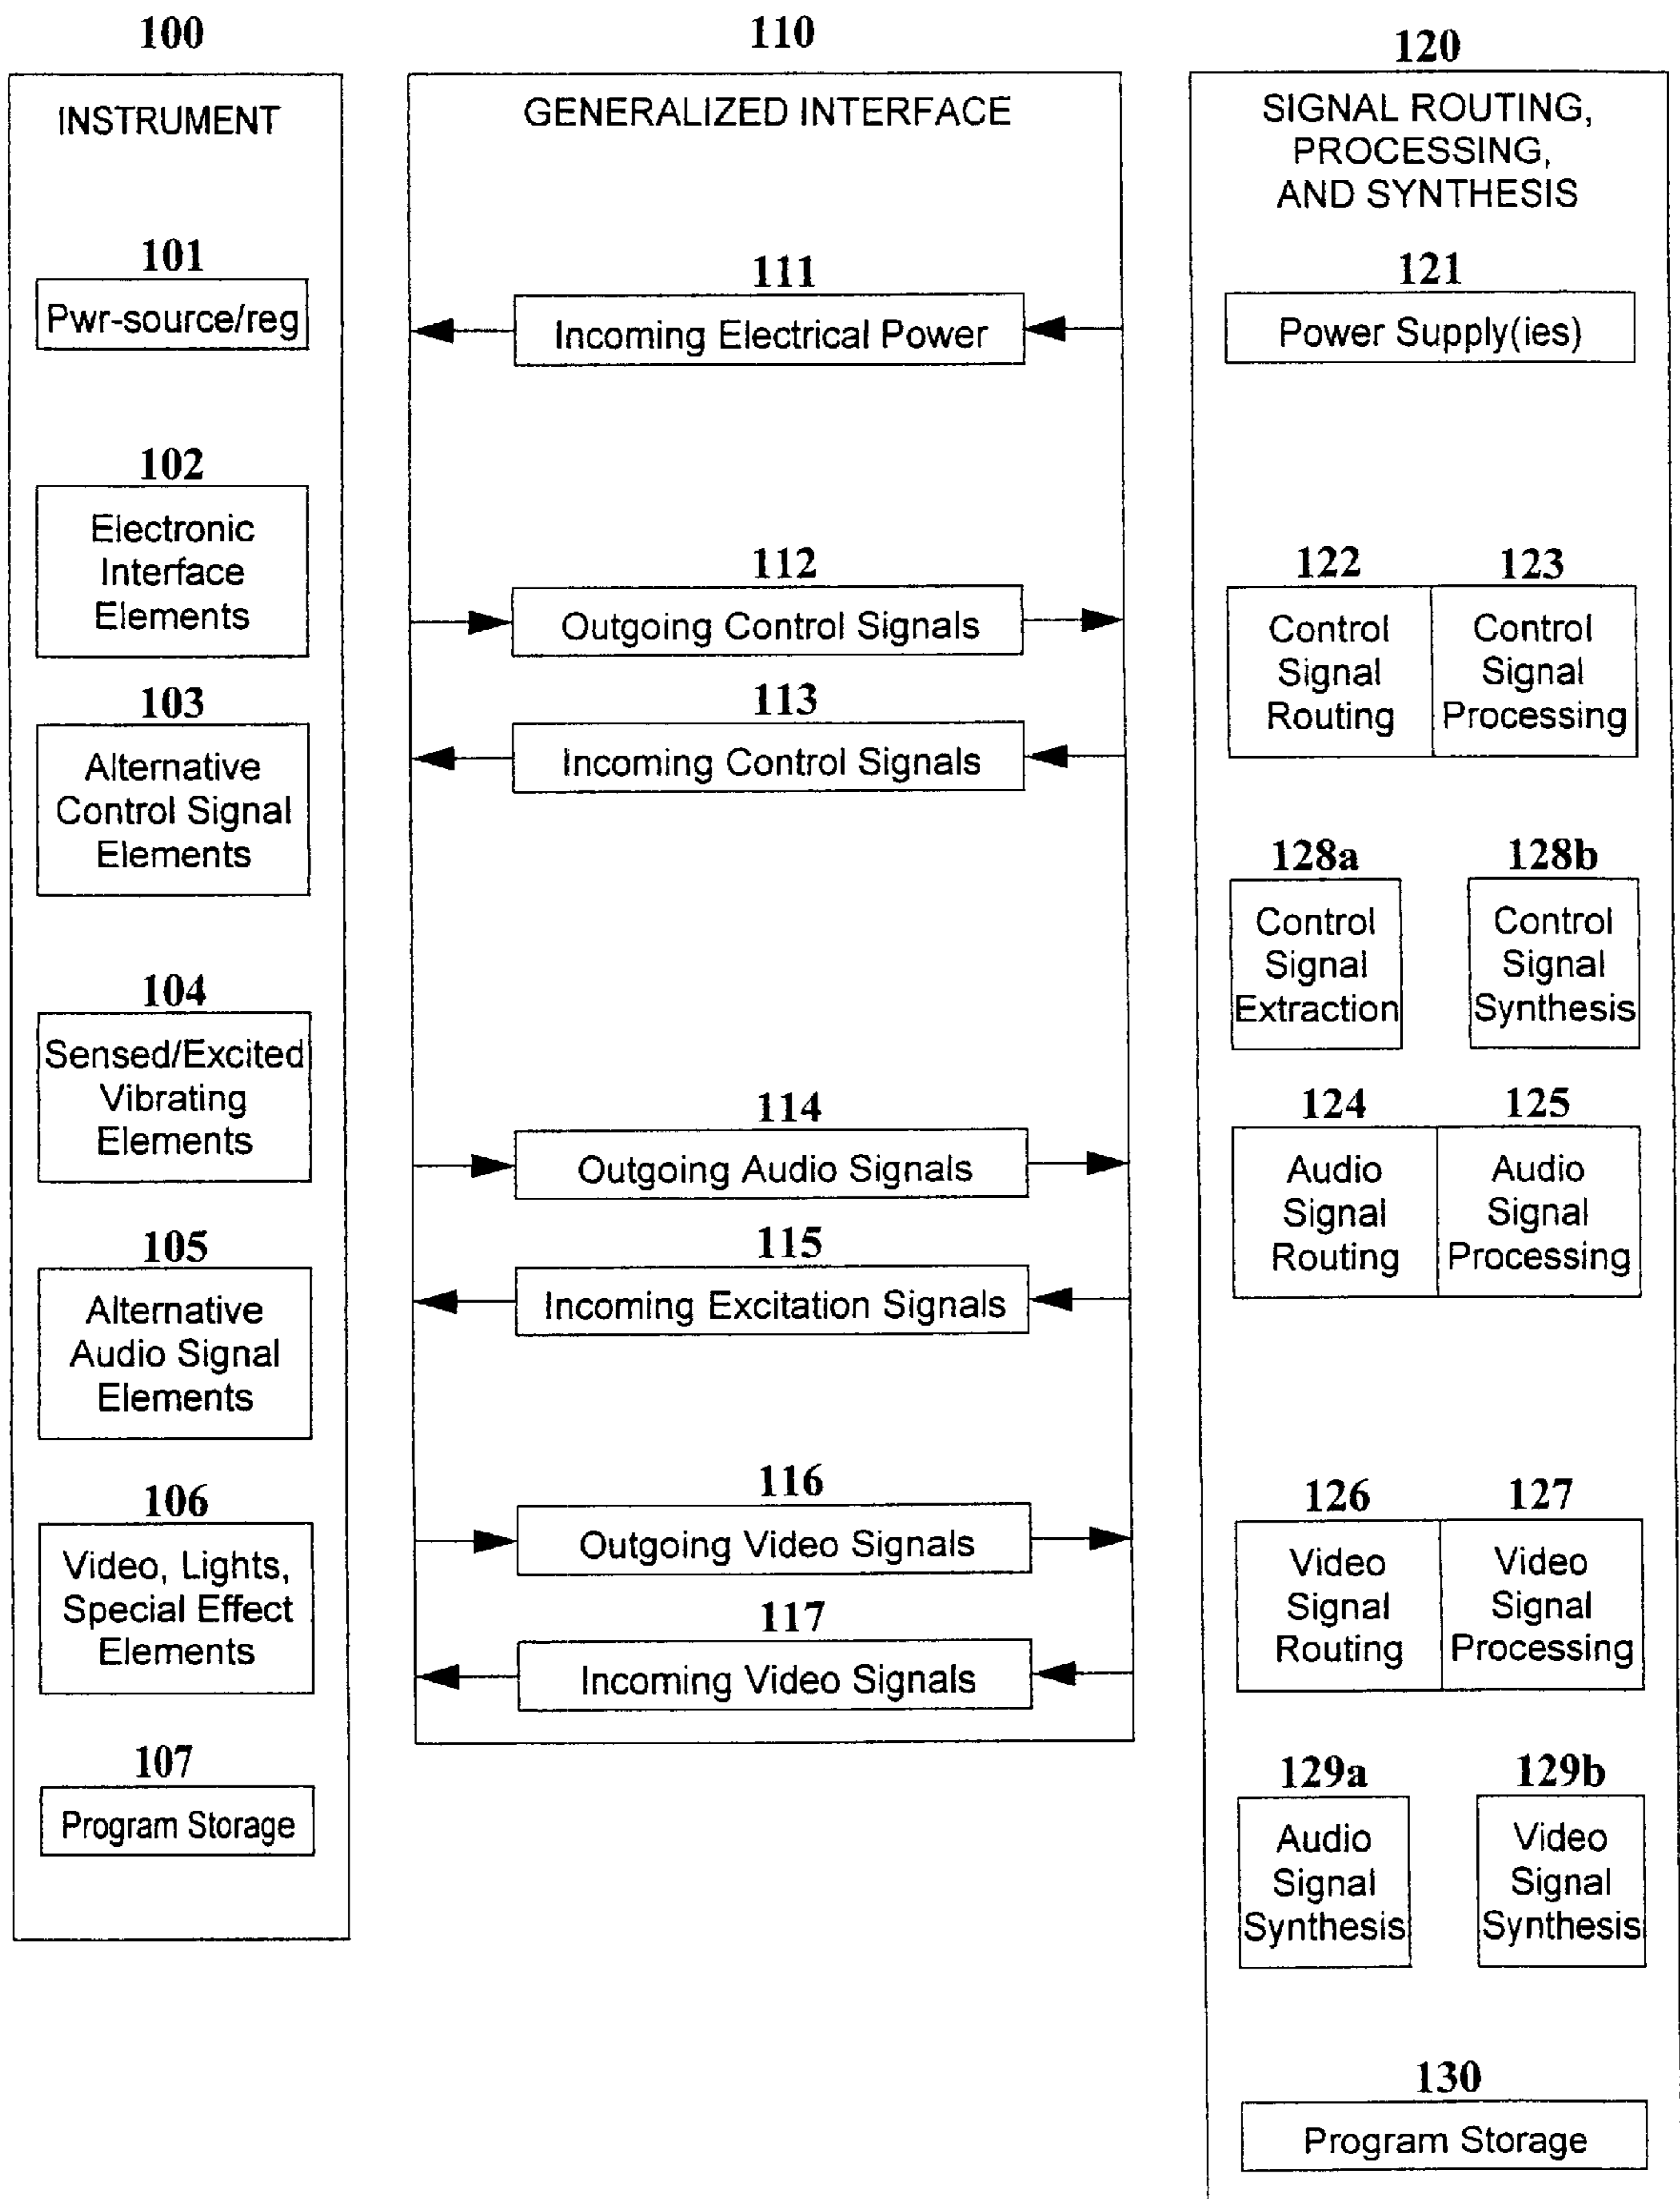 100
INSTRUMENT
101
Pwr-source/reg
102
Electronic
Interface
Elements
103
Alternative
Control Signal
Elements
104
Sensed/Excited
Vibrating
Elements
105
Alternative
Audio Signal
Elements
106
Video, Lights,
Special Effect
Elements
107
Program Storage
110
GENERALIZED INTERFACE
111
Incoming Electrical Power
112
Outgoing Control Signals
113
Incoming Control Signals
114
Outgoing Audio Signals
115
Incoming Excitation Signals
116
Outgoing Video Signals
117
Incoming Video Signals
120
SIGNAL ROUTING,
PROCESSING,
AND SYNTHESIS
121
Power Supply(ies)
122
Control
Signal
Routing
123
Control
Signal
Processing
128a
Control
Signal
Extraction
128b
Control
Signal
Synthesis
124
Audio
Signal
Routing
125
Audio
Signal
Processing
126
Video
Signal
Routing
127
Video
Signal
Processing
129a
Audio
Signal
Synthesis
129b
Video
Signal
Synthesis
130
Program Storage